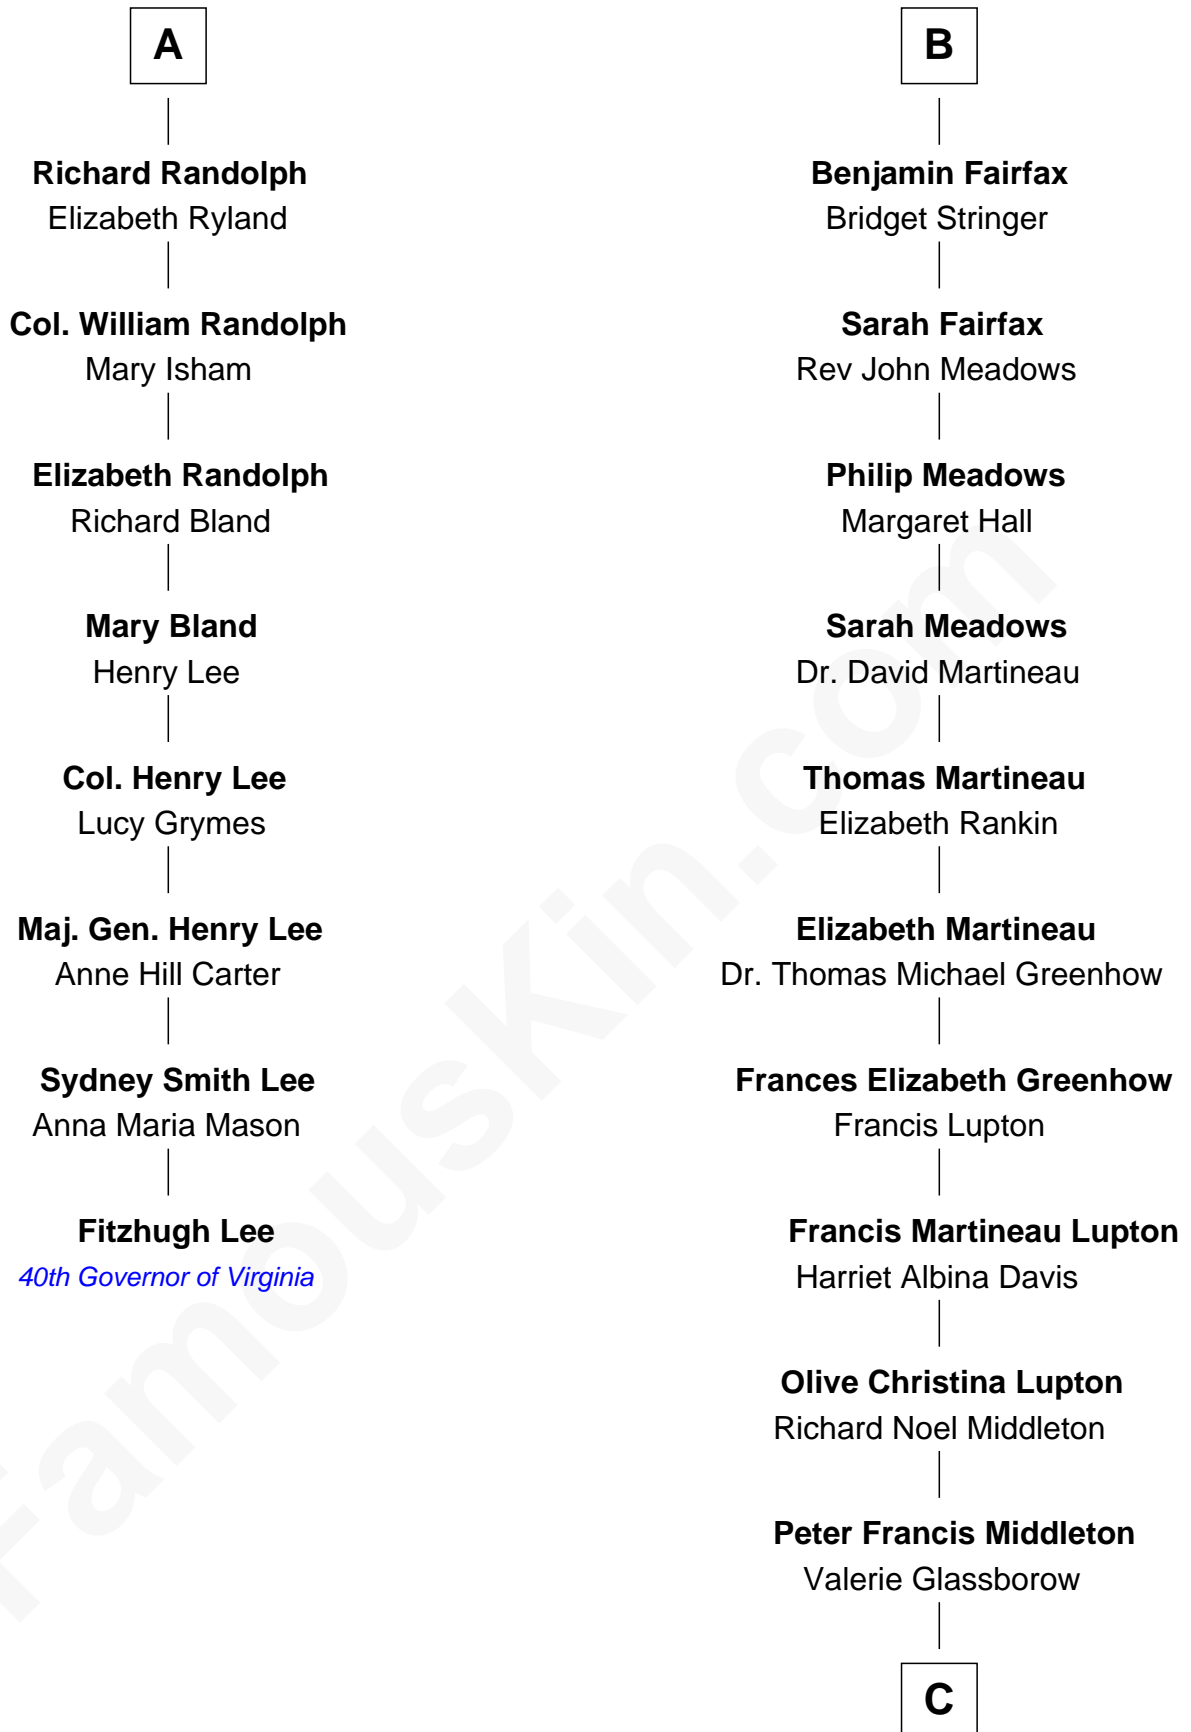 A
Richard Randolph
Elizabeth Ryland
Col. William Randolph
Mary Isham
Elizabeth Randolph
Richard Bland
Mary Bland
Henry Lee
Col. Henry Lee
Lucy Grymes
Maj. Gen. Henry Lee
Anne Hill Carter
Sydney Smith Lee
Anna Maria Mason
Fitzhugh Lee
40th Governor of Virginia
B
Benjamin Fairfax
Bridget Stringer
Sarah Fairfax
Rev John Meadows
Philip Meadows
Margaret Hall
Sarah Meadows
Dr. David Martineau
Thomas Martineau
Elizabeth Rankin
Elizabeth Martineau
Dr. Thomas Michael Greenhow
Frances Elizabeth Greenhow
Francis Lupton
Francis Martineau Lupton
Harriet Albina Davis
Olive Christina Lupton
Richard Noel Middleton
Peter Francis Middleton
Valerie Glassborow
C
FamousKin.com